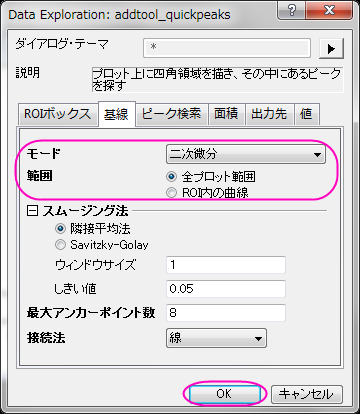 Data Exploration: addtool_quickpeaks
ダイアログ・テーマ
*
説明
プロット上に四角領域を描き、その中にあるピーク
を探す
ROIボックス 基線 ピーク検索 面積 出力先 値
モード 二次微分
範囲 全プロット範囲
ROI内の曲線
スムージング法
隣接平均法
Savitzky-Golay
ウィンドウサイズ 1
しきい値 0.05
最大アンカーポイント数 8
接続法 線
OK キャンセル